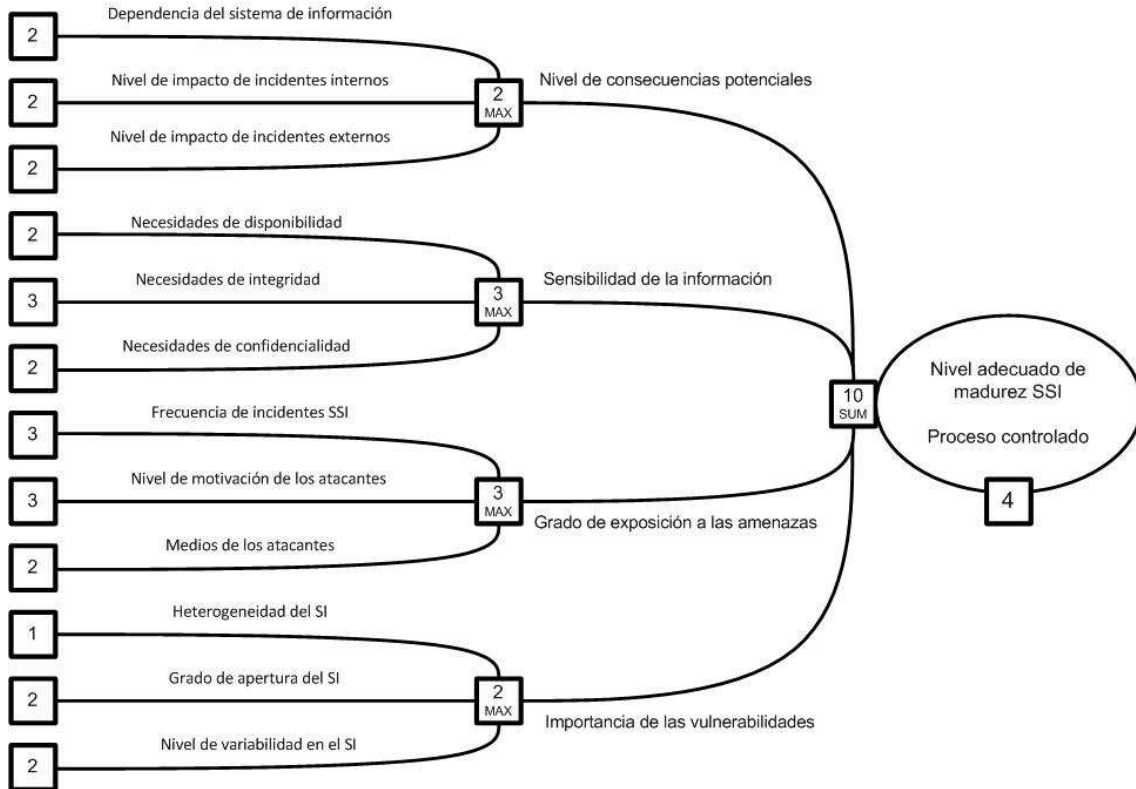 Dependencia del sistema de información
2
Nivel de impacto de incidentes internos
2
Nivel de impacto de incidentes externos
2
2
MAX
Nivel de consecuencias potenciales
Necesidades de disponibilidad
2
Necesidades de integridad
3
Necesidades de confidencialidad
2
3
MAX
Sensibilidad de la información
Frecuencia de incidentes SSI
3
Nivel de motivación de los atacantes
3
Medios de los atacantes
2
3
MAX
Grado de exposición a las amenazas
Heterogeneidad del SI
1
Grado de apertura del SI
2
Nivel de variabilidad en el SI
2
2
MAX
Importancia de las vulnerabilidades
10
SUM
Nivel adecuado de
madurez SSI
Proceso controlado
4